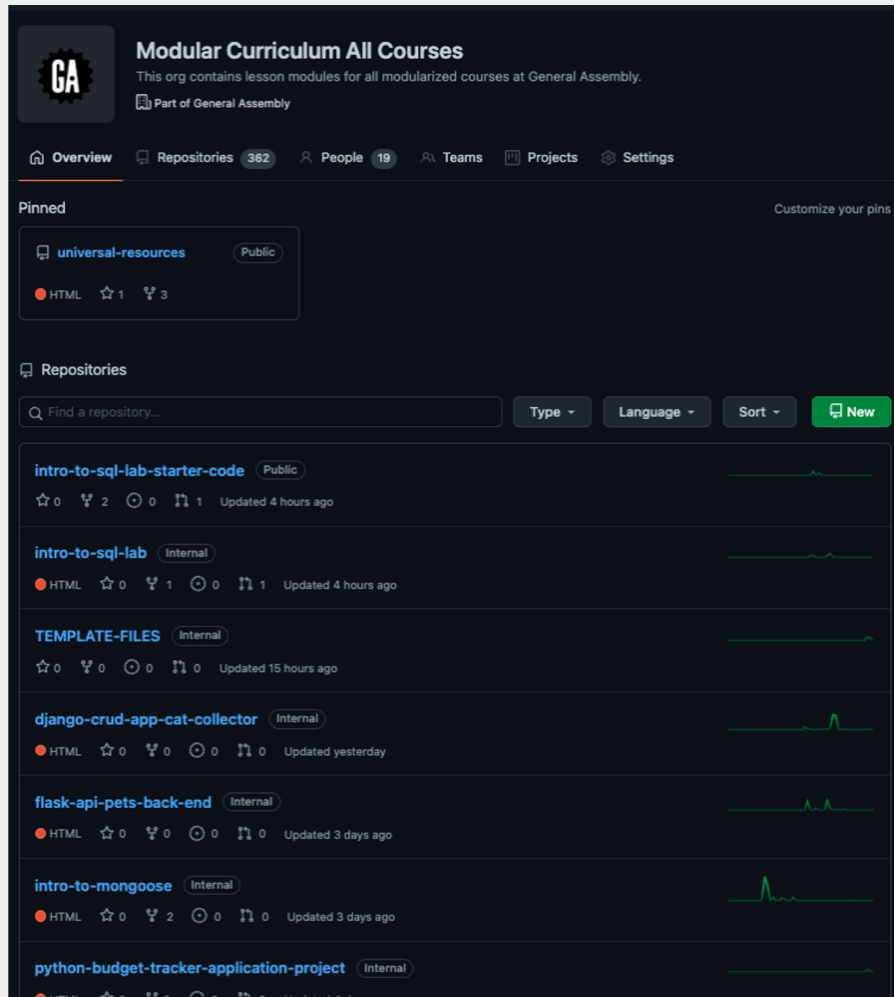 GA
Modular Curriculum All Courses
This org contains lesson modules for all modularized courses at General Assembly.
Part of General Assembly
Overview Repositories 362 People 19 Teams Projects Settings
Pinned Customize your pins
universal-resources Public
HTML 1 3
Repositories
Find a repository... Type Language Sort New
intro-to-sql-lab-starter-code Public
0 2 0 1 Updated 4 hours ago
intro-to-sql-lab Internal
HTML 0 1 0 1 Updated 4 hours ago
TEMPLATE-FILES Internal
0 0 0 0 Updated 15 hours ago
django-crud-app-cat-collector Internal
HTML 0 0 0 0 Updated yesterday
flask-api-pets-back-end Internal
HTML 0 0 0 0 Updated 3 days ago
intro-to-mongoose Internal
HTML 0 2 0 0 Updated 3 days ago
python-budget-tracker-application-project Internal